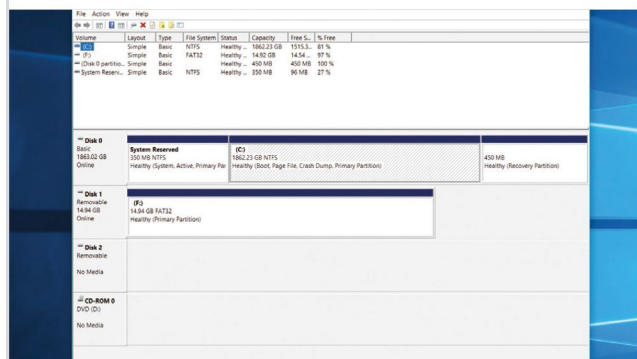 File Action View Help
Volume Layout Type File System Status Capacity Free S... % Free
(C:) Simple Basic NTFS Healthy ... 1862.23 GB 1515.3... 81 %
(F:) Simple Basic FAT32 Healthy ... 14.92 GB 14.54 ... 97 %
(Disk 0 partitio... Simple Basic Healthy ... 450 MB 450 MB 100 %
System Reserv... Simple Basic NTFS Healthy ... 350 MB 96 MB 27 %
Disk 0
Basic
1863.02 GB
Online
System Reserved
350 MB NTFS
Healthy (System, Active, Primary Par
(C:)
1862.23 GB NTFS
Healthy (Boot, Page File, Crash Dump, Primary Partition)
450 MB
Healthy (Recovery Partition)
Disk 1
Removable
14.94 GB
Online
(F:)
14.94 GB FAT32
Healthy (Primary Partition)
Disk 2
Removable
No Media
CD-ROM 0
DVD (D:)
No Media